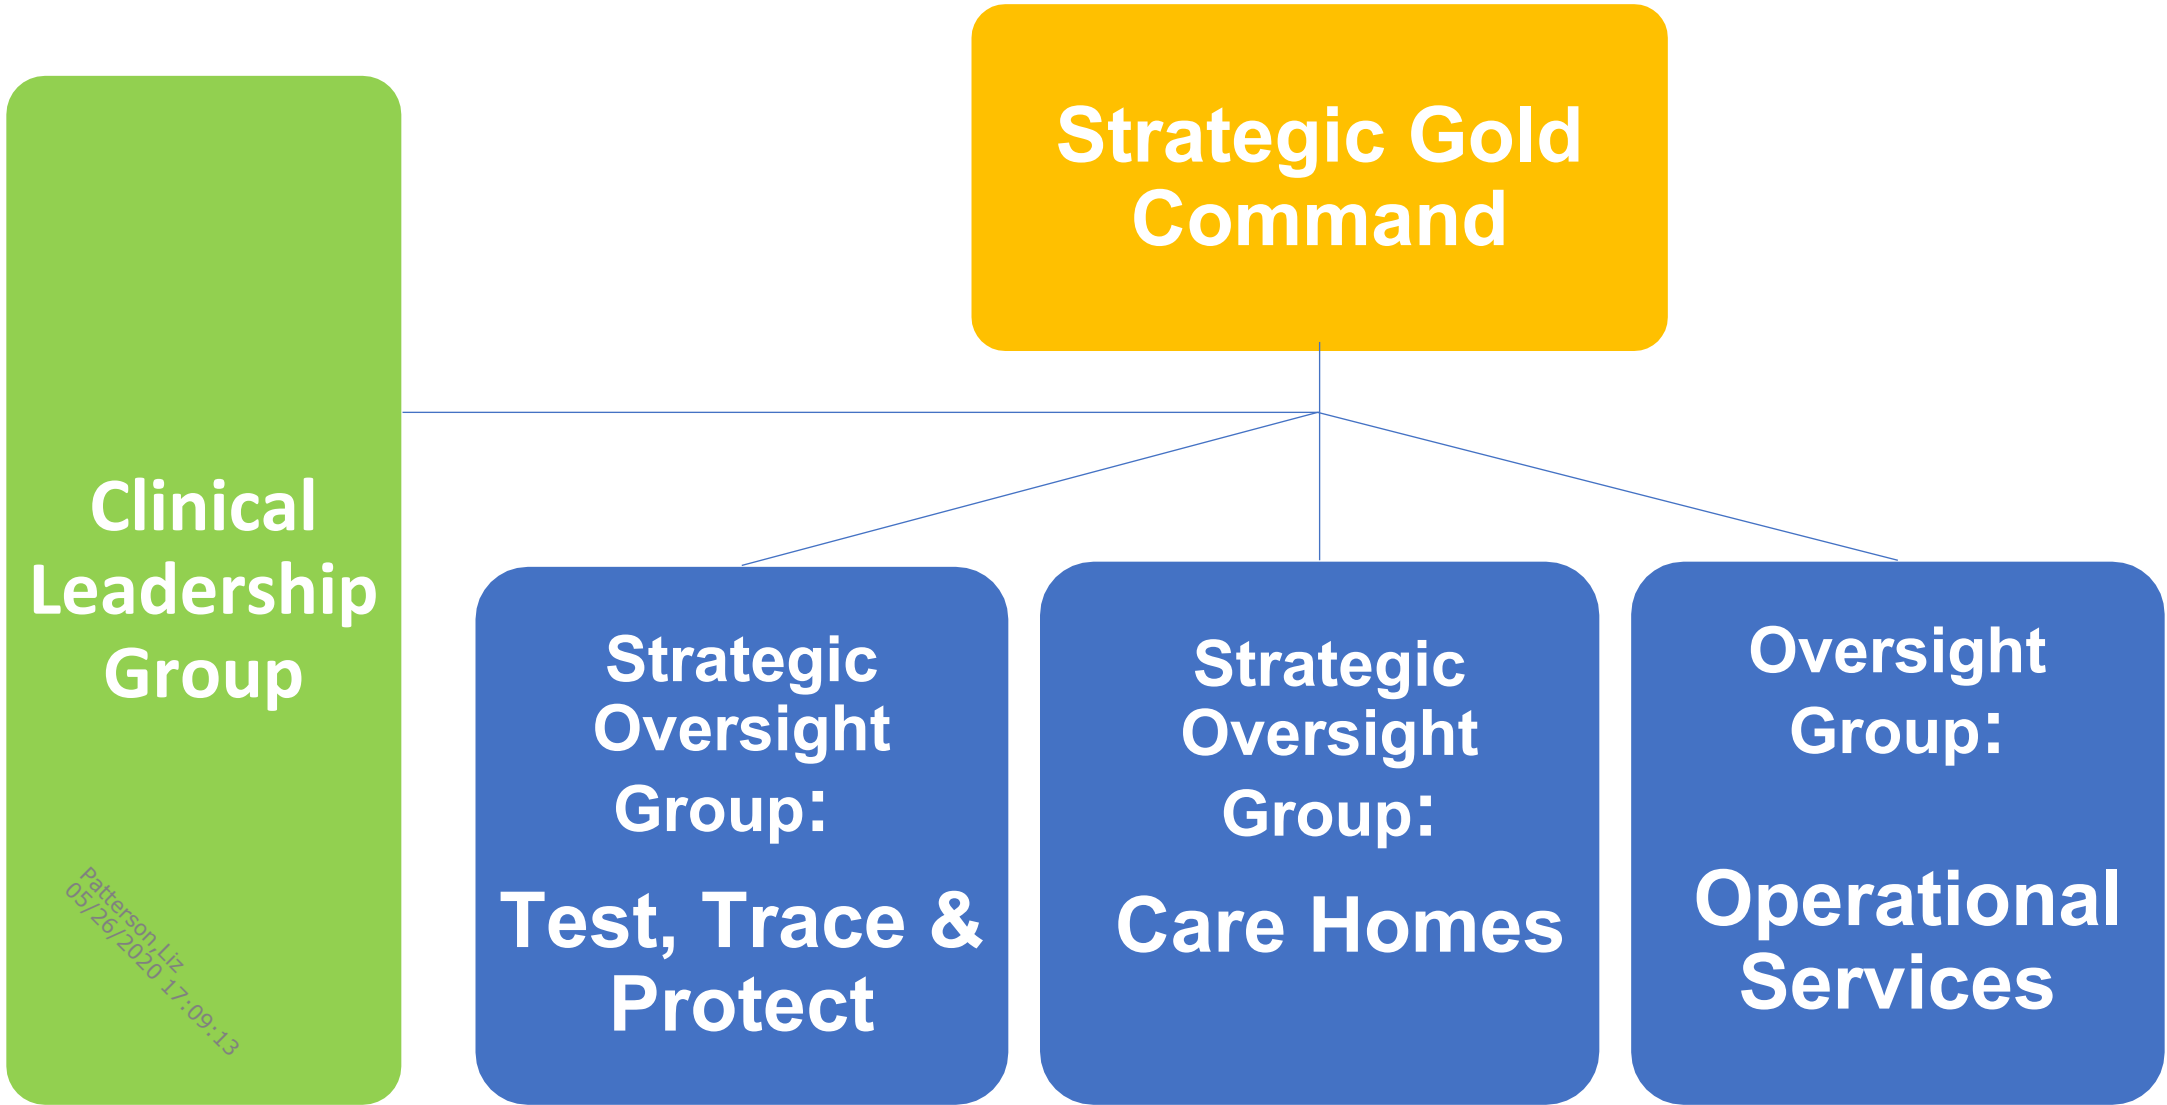 Strategic Gold
Command
Clinical
Leadership
Group
Strategic
Oversight
Group:
Test, Trace &
Protect
Strategic
Oversight
Group:
Care Homes
Oversight
Group:
Operational
Services
Patterson,Liz
05/26/2020 17:09:13